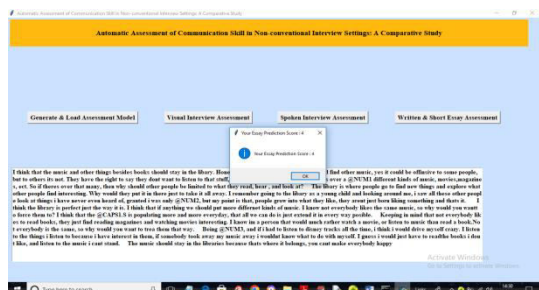 Automatic Assessment of Communication Skill in Non-conventional Interview Settings: A Comparative Study
Automatic Assessment of Communication Skill in Non-conventional Interview Settings: A Comparative Study
Generate & Load Assessment Model
Visual Interview Assessment
Spoken Interview Assessment
Written & Short Essay Assessment
Your Essay Prediction Score : 4
Your Essay Prediction Score : 4
OK
I think that the music and other things besides books should stay in the libary. Hones I find other music, yes it could be offensive to some people,
but to others its not. They have the right to say they dont want to listen to that stuff, over a @NUM1 different kinds of music, movies,magazine
s, ect. So if theres over that many, then why should other people be limited to what they read, hear , and look at? The libary is where people go to find new things and explore what
other people find interesting. Why would they put it in there just to take it all away. I remember going to the libary as a young child and looking around me, i saw all these other peopl
e look at things i have never even heard of, greated i was only @NUM2, but my point is that, people grew into what they like, they arent just born liking something and thats it. I
think the library is perfect just the way it is. I think that if anything we should put more different kinds of music. I know not everybody likes the same music, so why would you want
o force them to? I think that the @CAPS1.S is populating more and more everyday, that all we can do is just extend it in every way posible. Keeping in mind that not everybody lik
es to read books, they just find reading magazines and watching movies interesting. I know im a person that would much rather watch a movie, or listen to music than read a book.No
t everybody is the same, so why would you want to trea them that way. Being @NUM3, and if i had to listen to disney tracks all the time, i think i would drive myself crazy. I listen
to the things i listen to because i have interest in them, if somebody took away my music away i wouldnt know what to do with myself. I guess i would just have to readthe books i don
t like, and listen to the music i cant stand. The music should stay in the libraries because thats where it belongs, you cant make everybody happy
Activate Windows
Go to Settings to activate Windows.
Type here to search
14:38